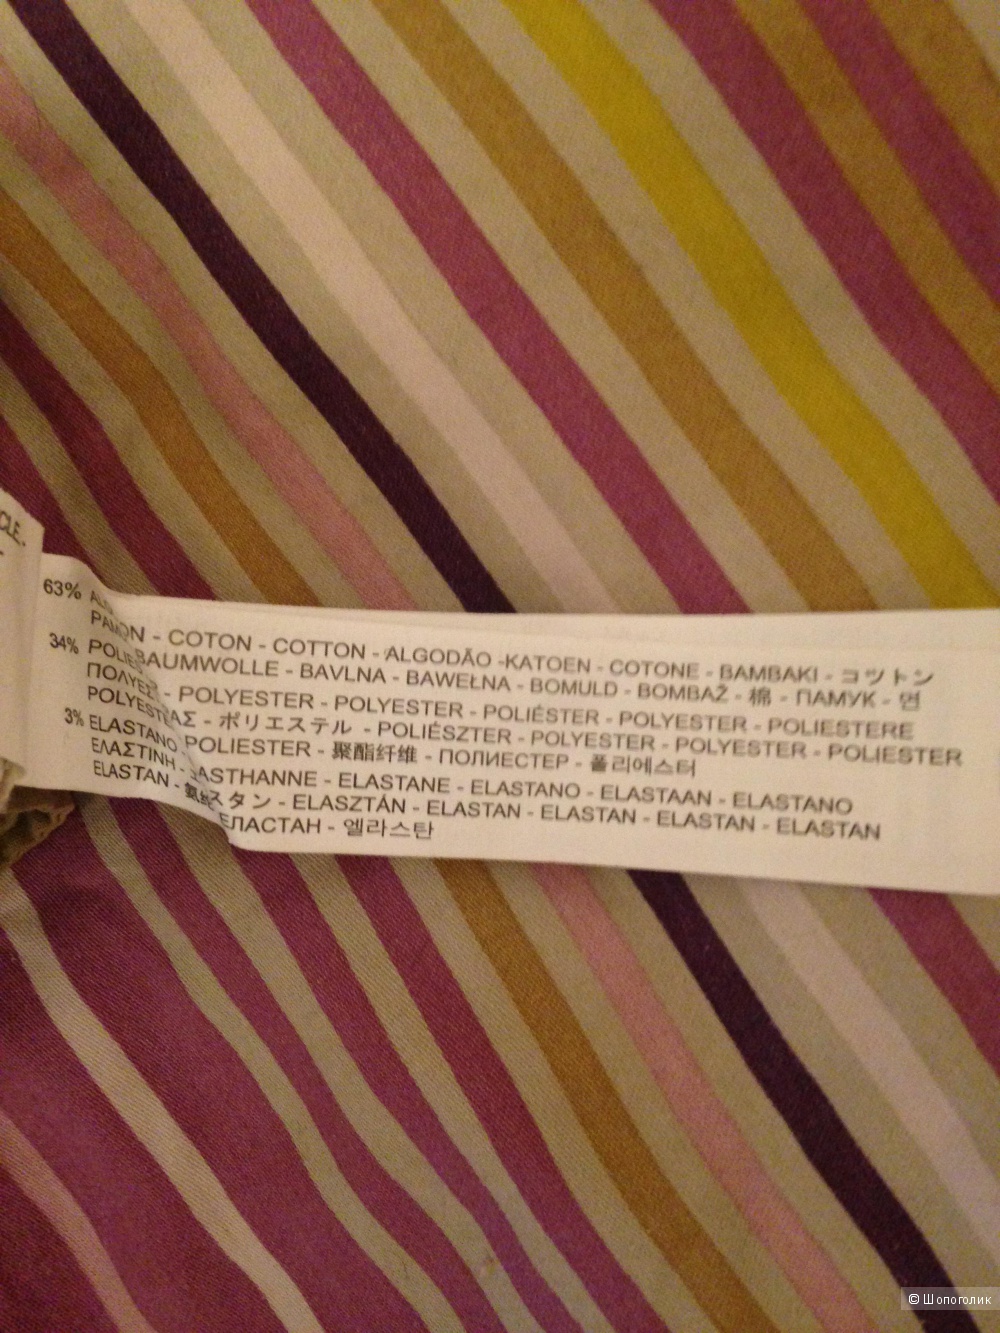 CLE.
63% PAMON - COTON - COTTON - ALGODÃO -KATOEN - COTONE - BAMBAKI - コットン
BAUMWOLLE - BAVLNA - BAWEŁNA - BOMULD - BOMBAŽ - 棉 - ПАМУК - 면
34% - POLYESTER - POLYESTER - POLIÉSTER - POLYESTER - POLIESTERE
ΑΣ - ポリエステル - POLIÉSZTER - POLYESTER - POLYESTER - POLIESTER
POLIESTER - 聚酯纤维 - ПОЛИЕСТЕР - 폴리에스터
3% ELASTANO - ELASTHANNE - ELASTANE - ELASTANO - ELASTAAN - ELASTANO
ΕΛΑΣΤΙΝΗ - スタン - ELASZTÁN - ELASTAN - ELASTAN - ELASTAN - ELASTAN
ELASTAN - ЕЛАСТАН - 엘라스탄
© Шопоголик